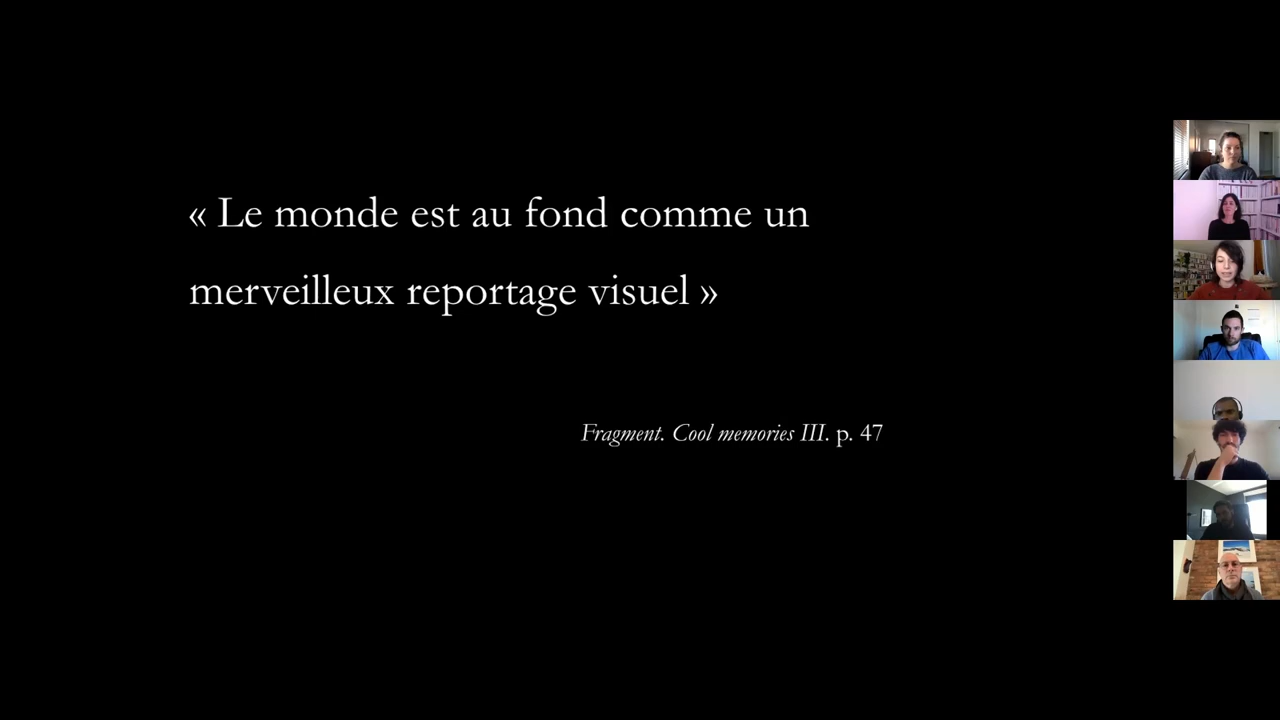 « Le monde est au fond comme un
merveilleux reportage visuel »
Fragment. Cool memories III. p. 47